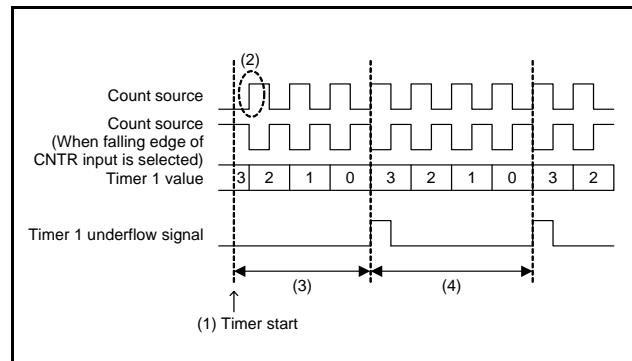 (2)
Count source
Count source
(When falling edge of
CNTR input is selected)
Timer 1 value
3 2 1 0 3 2 1 0 3 2
Timer 1 underflow signal
(3) (4)
(1) Timer start